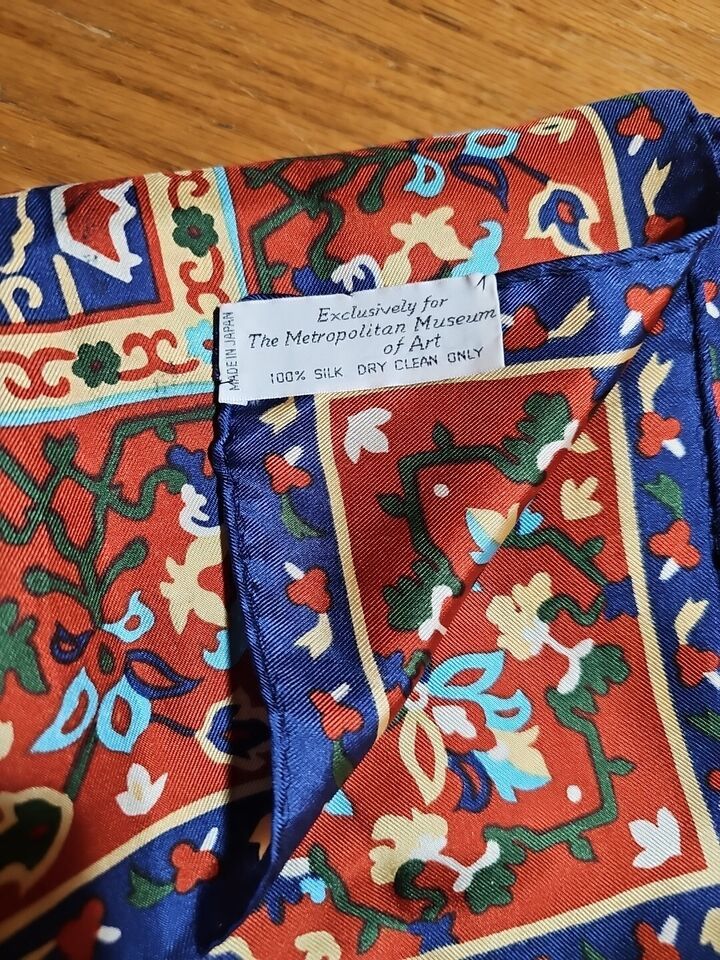 Exclusively for
The Metropolitan Museum
of Art
100% SILK DRY CLEAN ONLY
MADE IN JAPAN